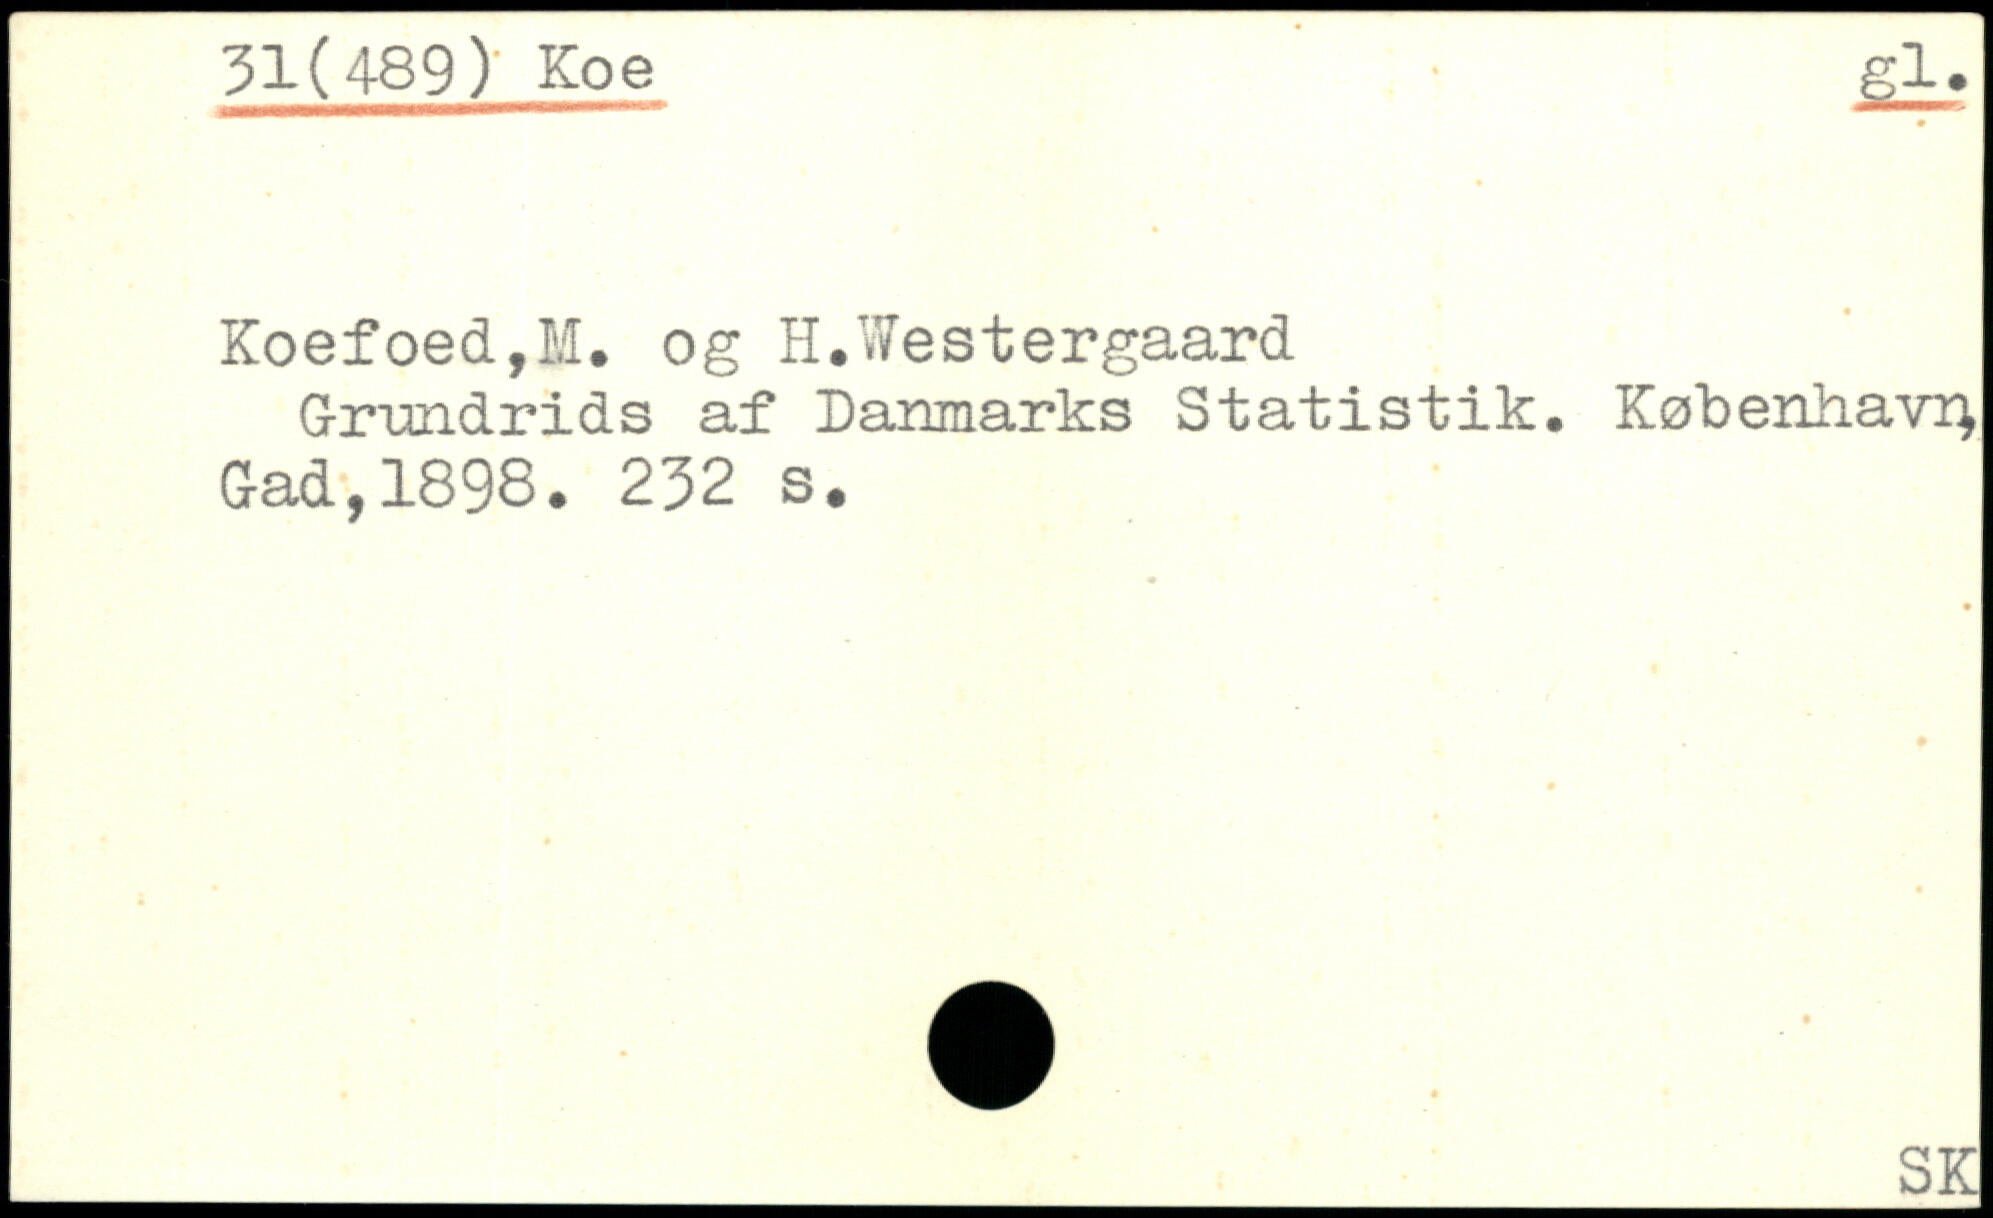 31(489) Koe gl.
Koefoed,M. og H.Westergaard
Grundrids af Danmarks Statistik. København,
Gad,1898. 232 s.
SK